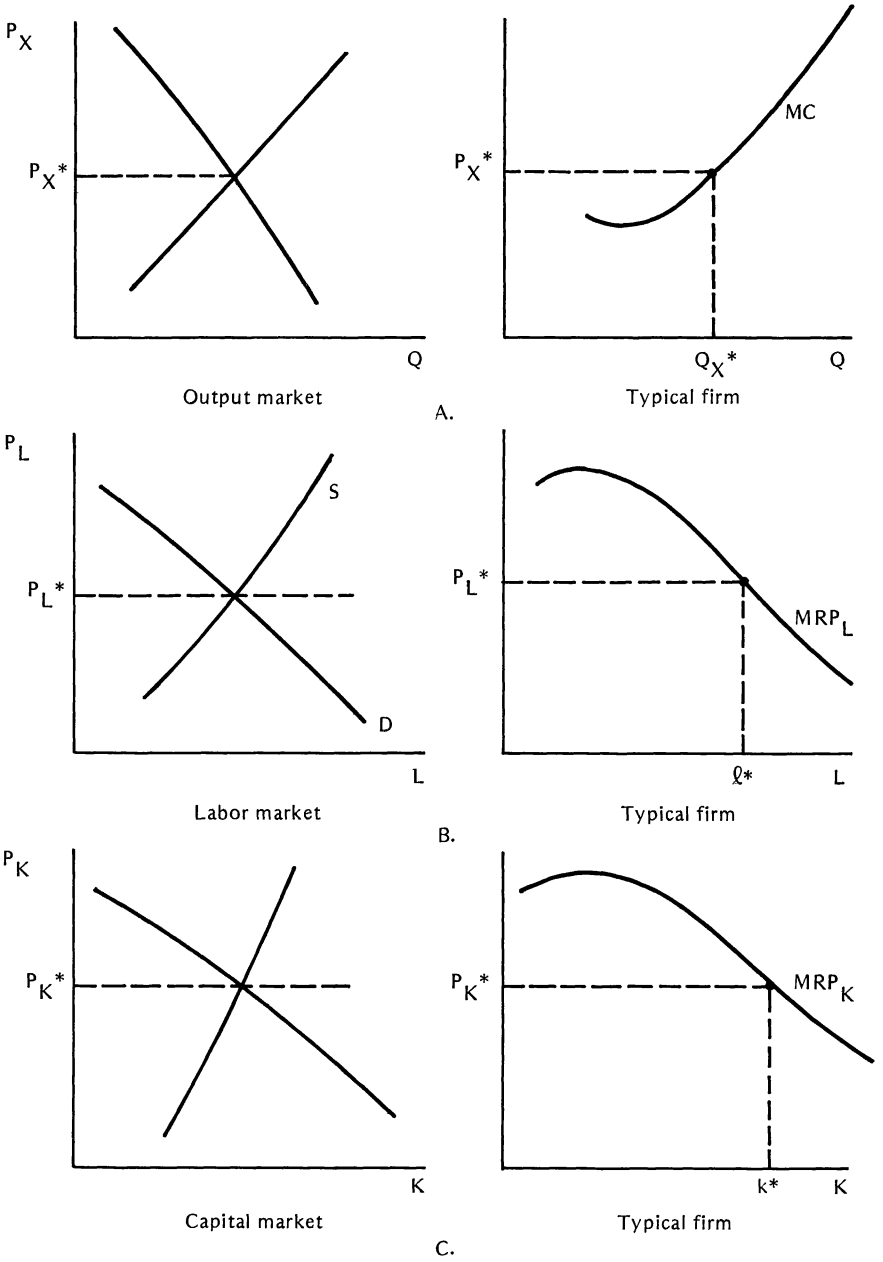 P_X
MC
P_X*
P_X*
Q
Q_X*
Q
Output market
Typical firm
A.
P_L
S
P_L*
P_L*
MRP_L
D
L
ℓ*
L
Labor market
Typical firm
B.
P_K
P_K*
P_K*
MRP_K
K
k*
K
Capital market
Typical firm
C.